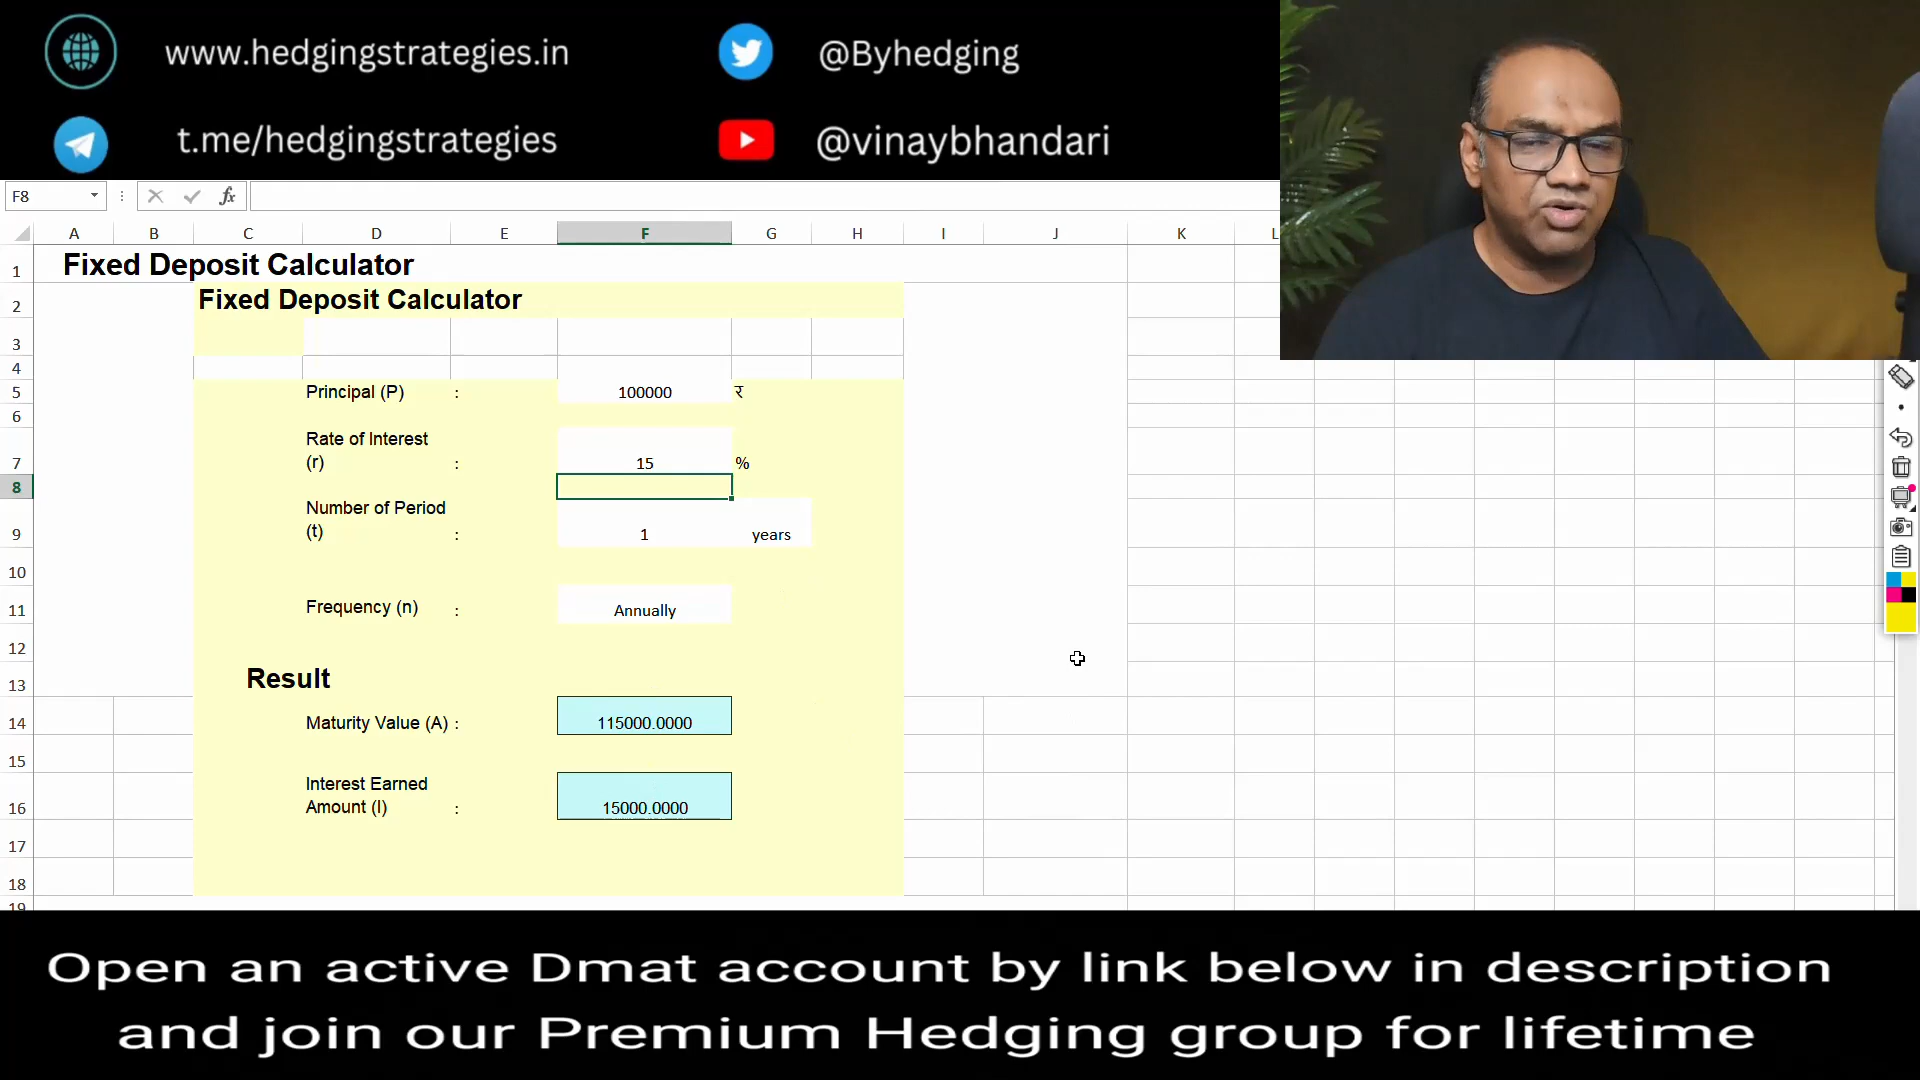 www.hedgingstrategies.in
@Byhedging
t.me/hedgingstrategies
@vinaybhandari
F8
fx
A B C D E F G H I J K L
1 Fixed Deposit Calculator
2 Fixed Deposit Calculator
3
4
5 Principal (P) : 100000 र
6
Rate of Interest
7 (r) : 15 %
8
Number of Period
9 (t) : 1 years
10
11 Frequency (n) : Annually
12
13 Result
14 Maturity Value (A) : 115000.0000
15
Interest Earned
16 Amount (I) : 15000.0000
17
18
19
Open an active Dmat account by link below in description
and join our Premium Hedging group for lifetime